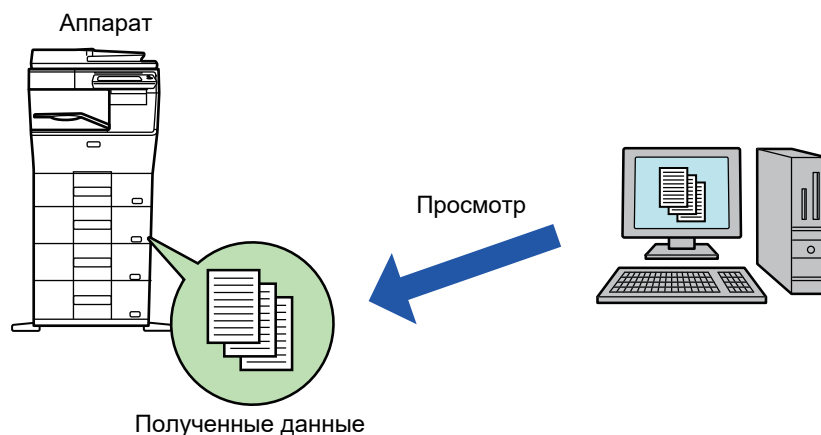 Аппарат
Просмотр
Полученные данные